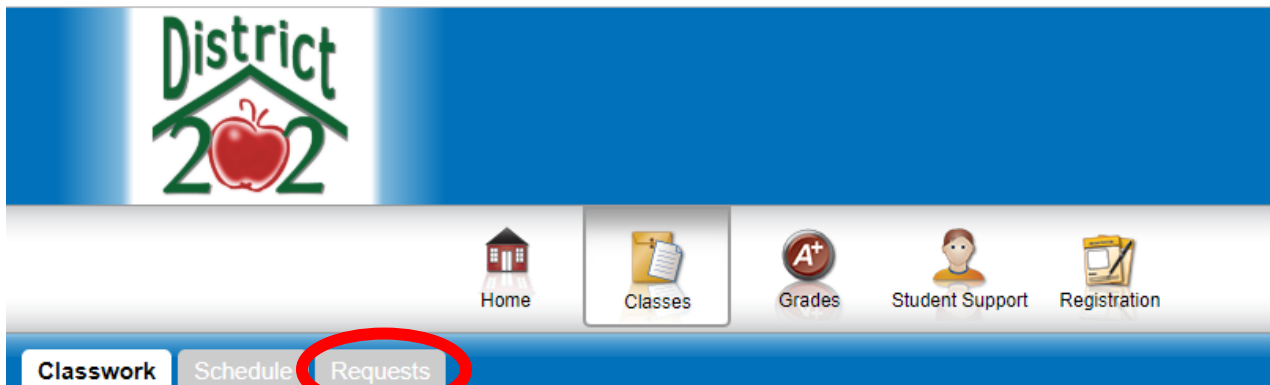 District
202
Home Classes A+ Grades Student Support Registration
Classwork Schedule Requests